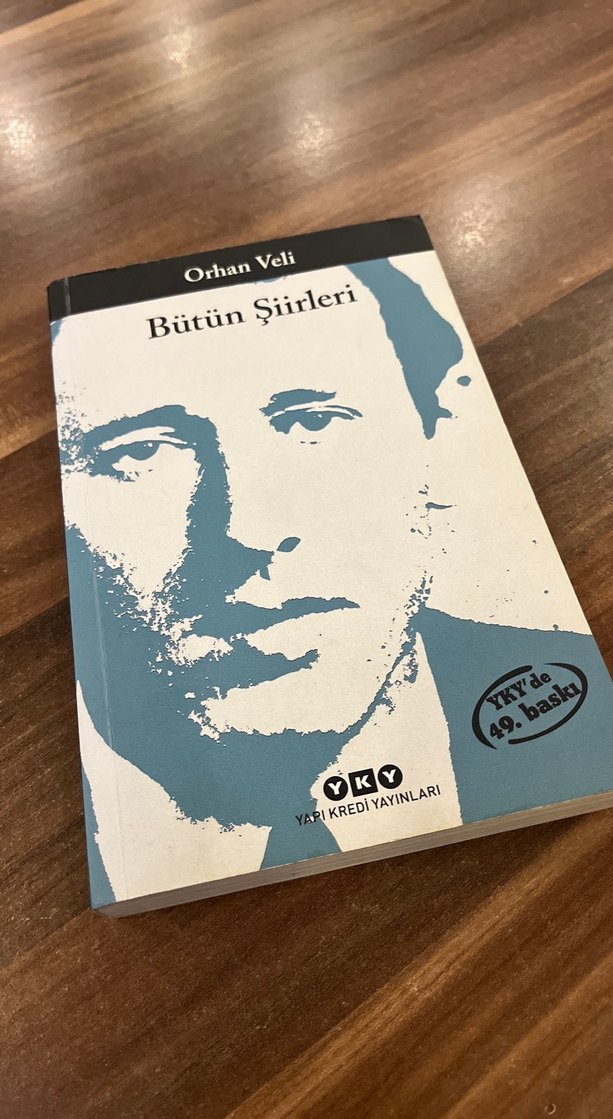 Orhan Veli
Bütün Şiirleri
YKY'de
49. baskı
YKY
YAPI KREDİ YAYINLARI